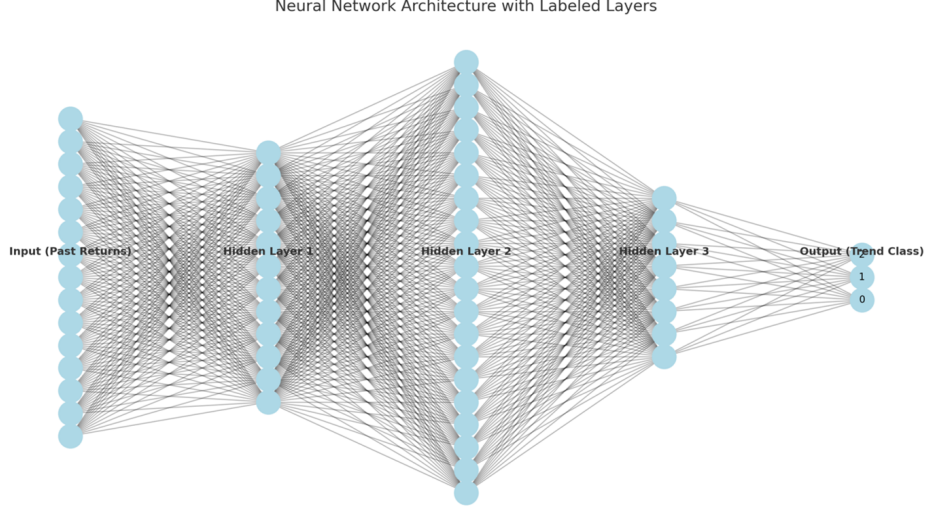 Neural Network Architecture with Labeled Layers
Input (Past Returns)
Hidden Layer 1
Hidden Layer 2
Hidden Layer 3
Output (Trend Class)
2
1
0